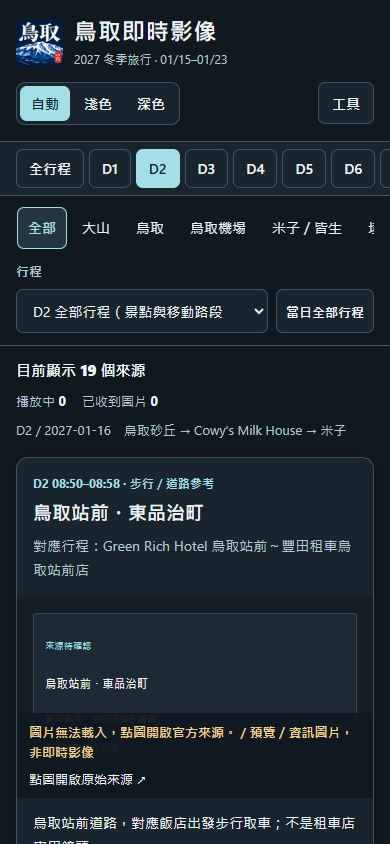 鳥取
鳥取即時影像
2027 冬季旅行 · 01/15–01/23
自動 淺色 深色 工具
全行程 D1 D2 D3 D4 D5 D6
全部 大山 鳥取 鳥取機場 米子 / 皆生
行程
D2 全部行程（景點與移動路段 當日全部行程
目前顯示 19 個來源
播放中 0 已收到圖片 0
D2 / 2027-01-16 鳥取砂丘 → Cowy's Milk House → 米子
D2 08:50–08:58 · 步行 / 道路參考
鳥取站前・東品治町
對應行程：Green Rich Hotel 鳥取站前～豐田租車鳥
取站前店
來源待確認
鳥取站前・東品治町
圖片無法載入，點圖開啟官方來源。 / 預覽 / 資訊圖片，
非即時影像
點圖開啟原始來源 ↗
鳥取站前道路，對應飯店出發步行取車；不是租車店